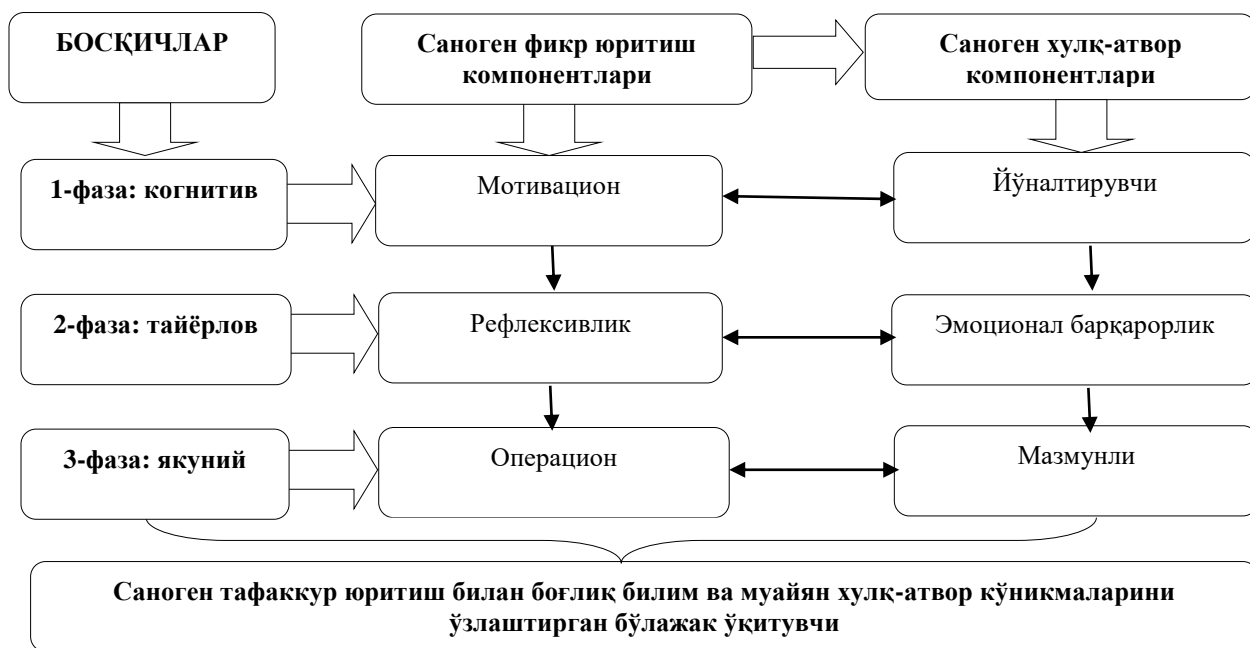 БОСҚИЧЛАР
Саноген фикр юритиш
компонентлари
Саноген хулқ-атвор
компонентлари
1-фаза: когнитив
Мотивацион
Йўналтирувчи
2-фаза: тайёрлов
Рефлексивлик
Эмоционал барқарорлик
3-фаза: якуний
Операцион
Мазмунли
Саноген тафаккур юритиш билан боғлиқ билим ва муайян хулқ-атвор кўникмаларини
ўзлаштирган бўлажак ўқитувчи